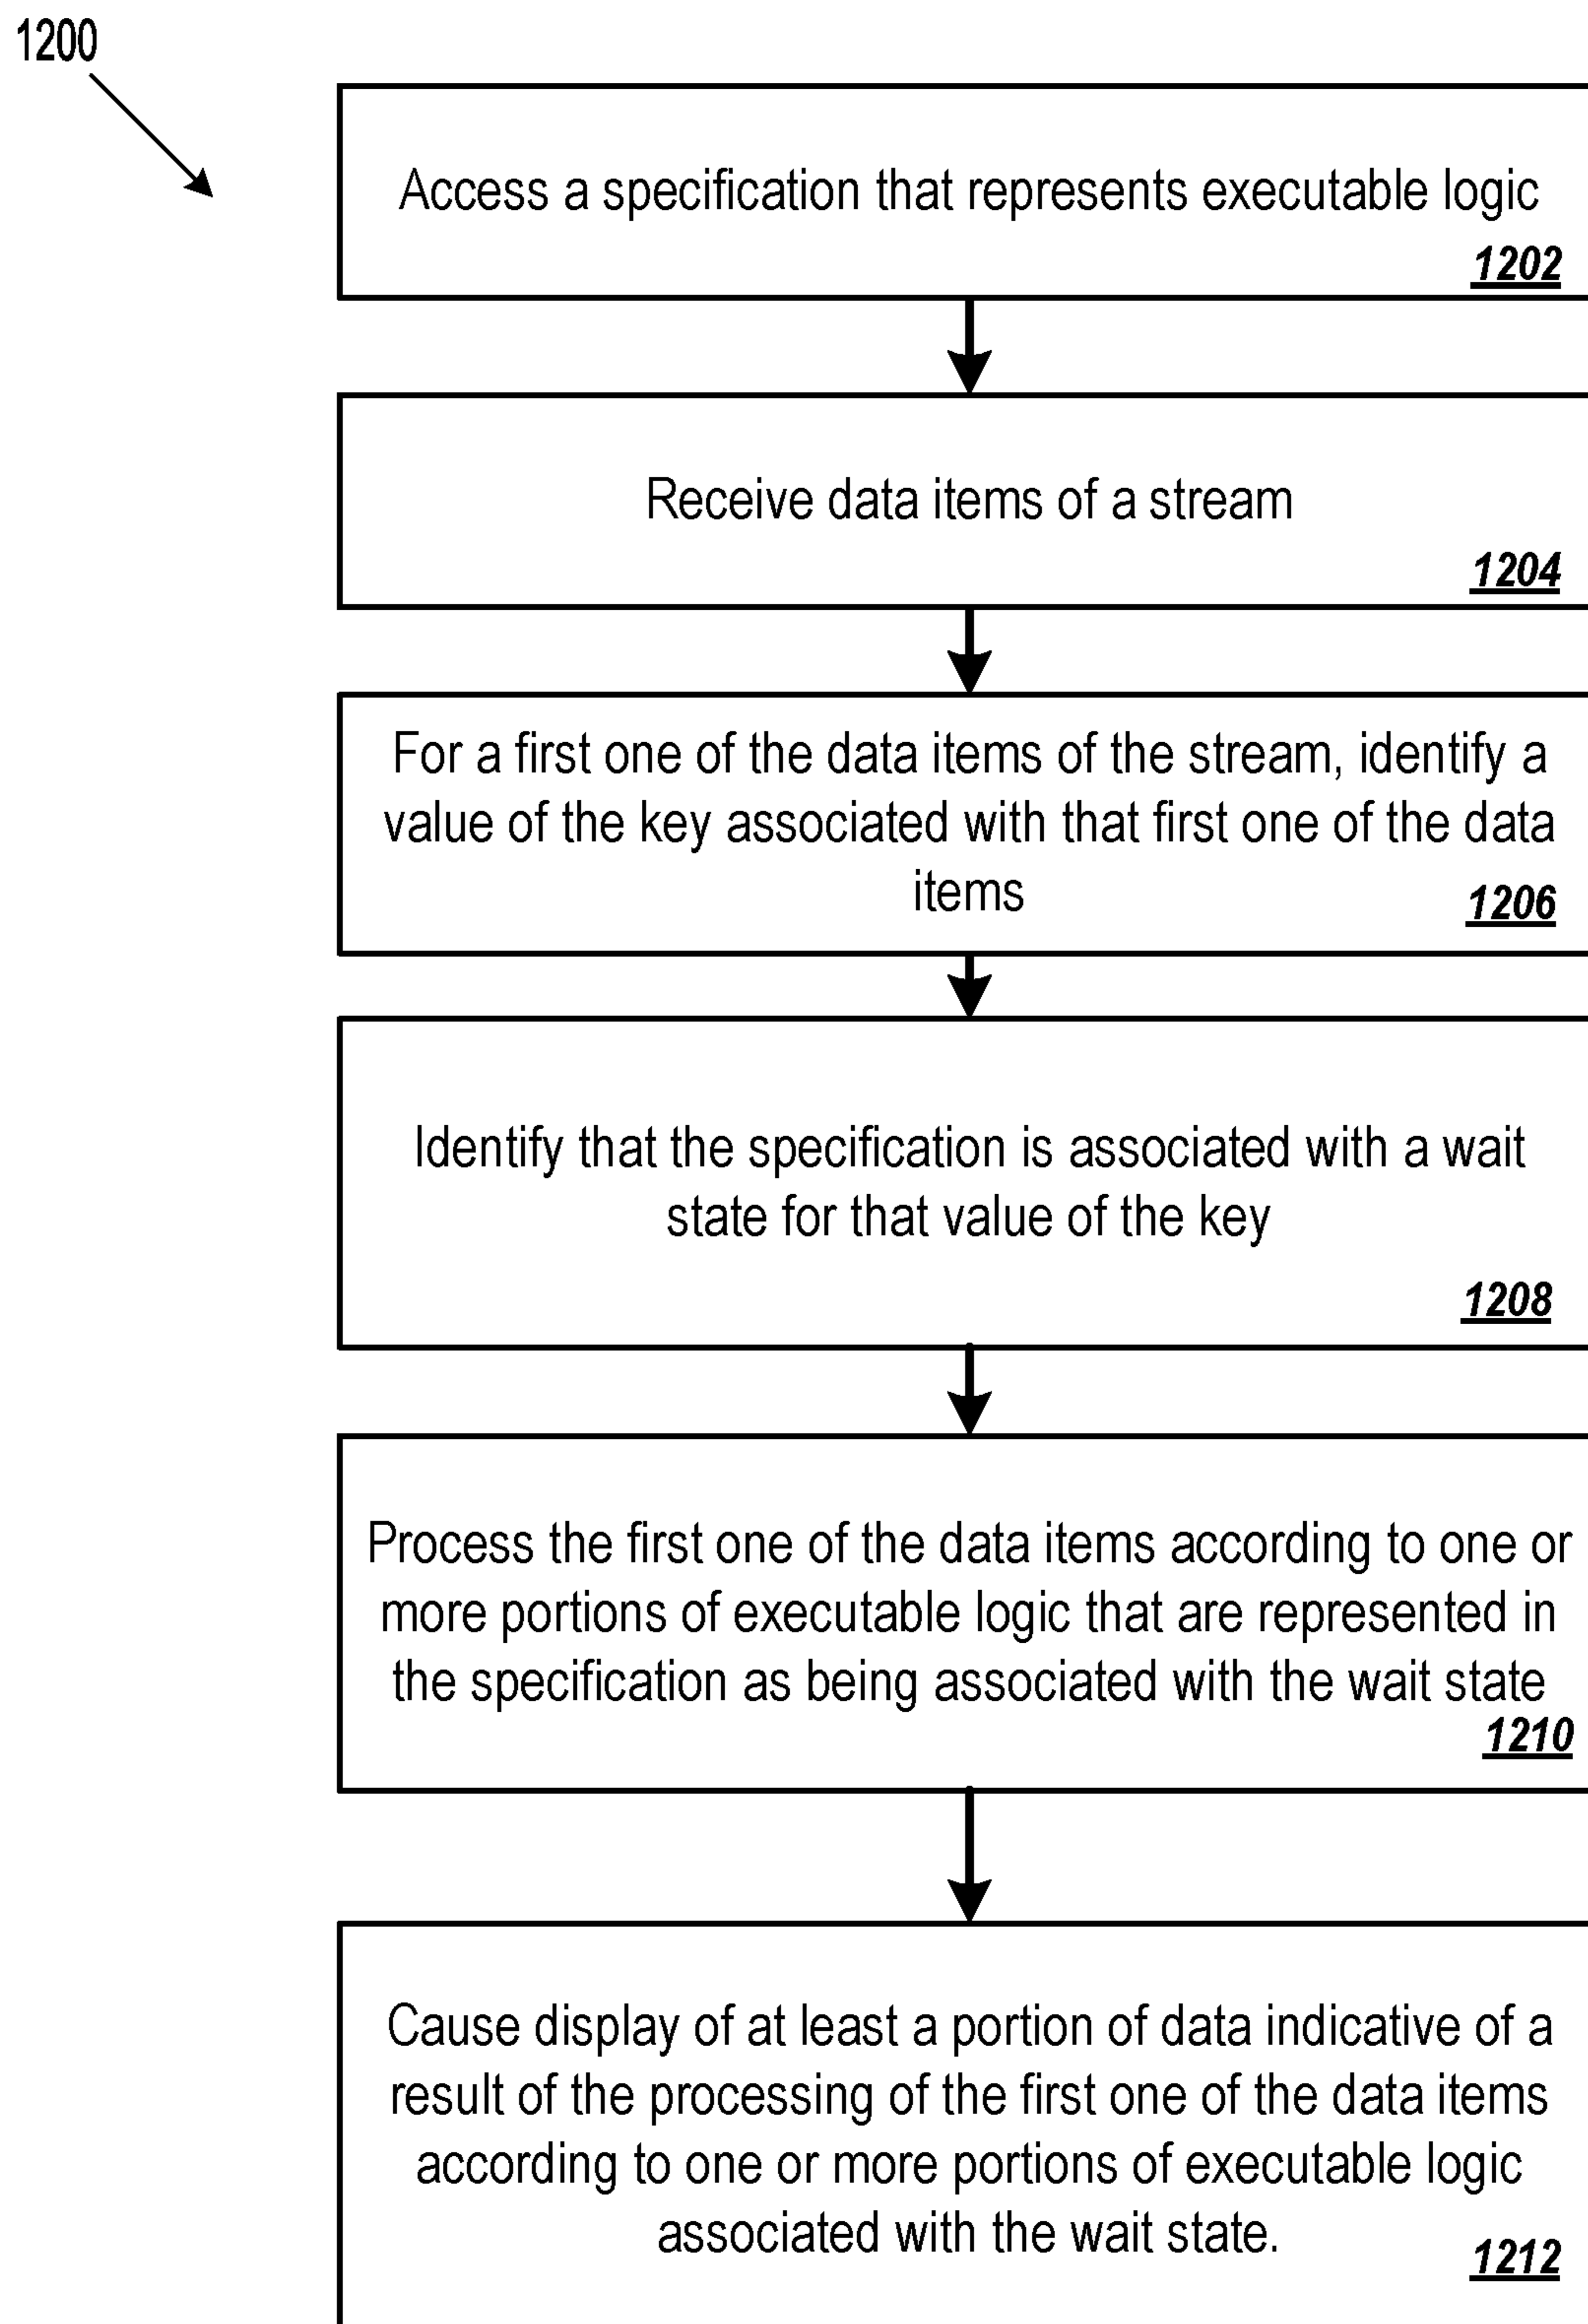 1200
Access a specification that represents executable logic
1202
Receive data items of a stream
1204
For a first one of the data items of the stream, identify a
value of the key associated with that first one of the data
items
1206
Identify that the specification is associated with a wait
state for that value of the key
1208
Process the first one of the data items according to one or
more portions of executable logic that are represented in
the specification as being associated with the wait state
1210
Cause display of at least a portion of data indicative of a
result of the processing of the first one of the data items
according to one or more portions of executable logic
associated with the wait state.
1212